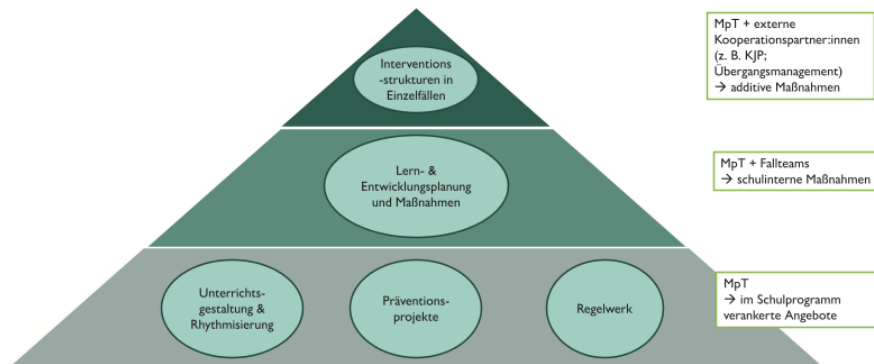 Interventions
-strukturen in
Einzelfällen
MpT + externe
Kooperationspartner:innen
(z. B. KJP;
Übergangsmanagement)
→ additive Maßnahmen
Lern- &
Entwicklungsplanung
und Maßnahmen
MpT + Fallteams
→ schulinterne Maßnahmen
Unterrichts-
gestaltung &
Rhythmisierung
Präventions-
projekte
Regelwerk
MpT
→ im Schulprogramm
verankerte Angebote